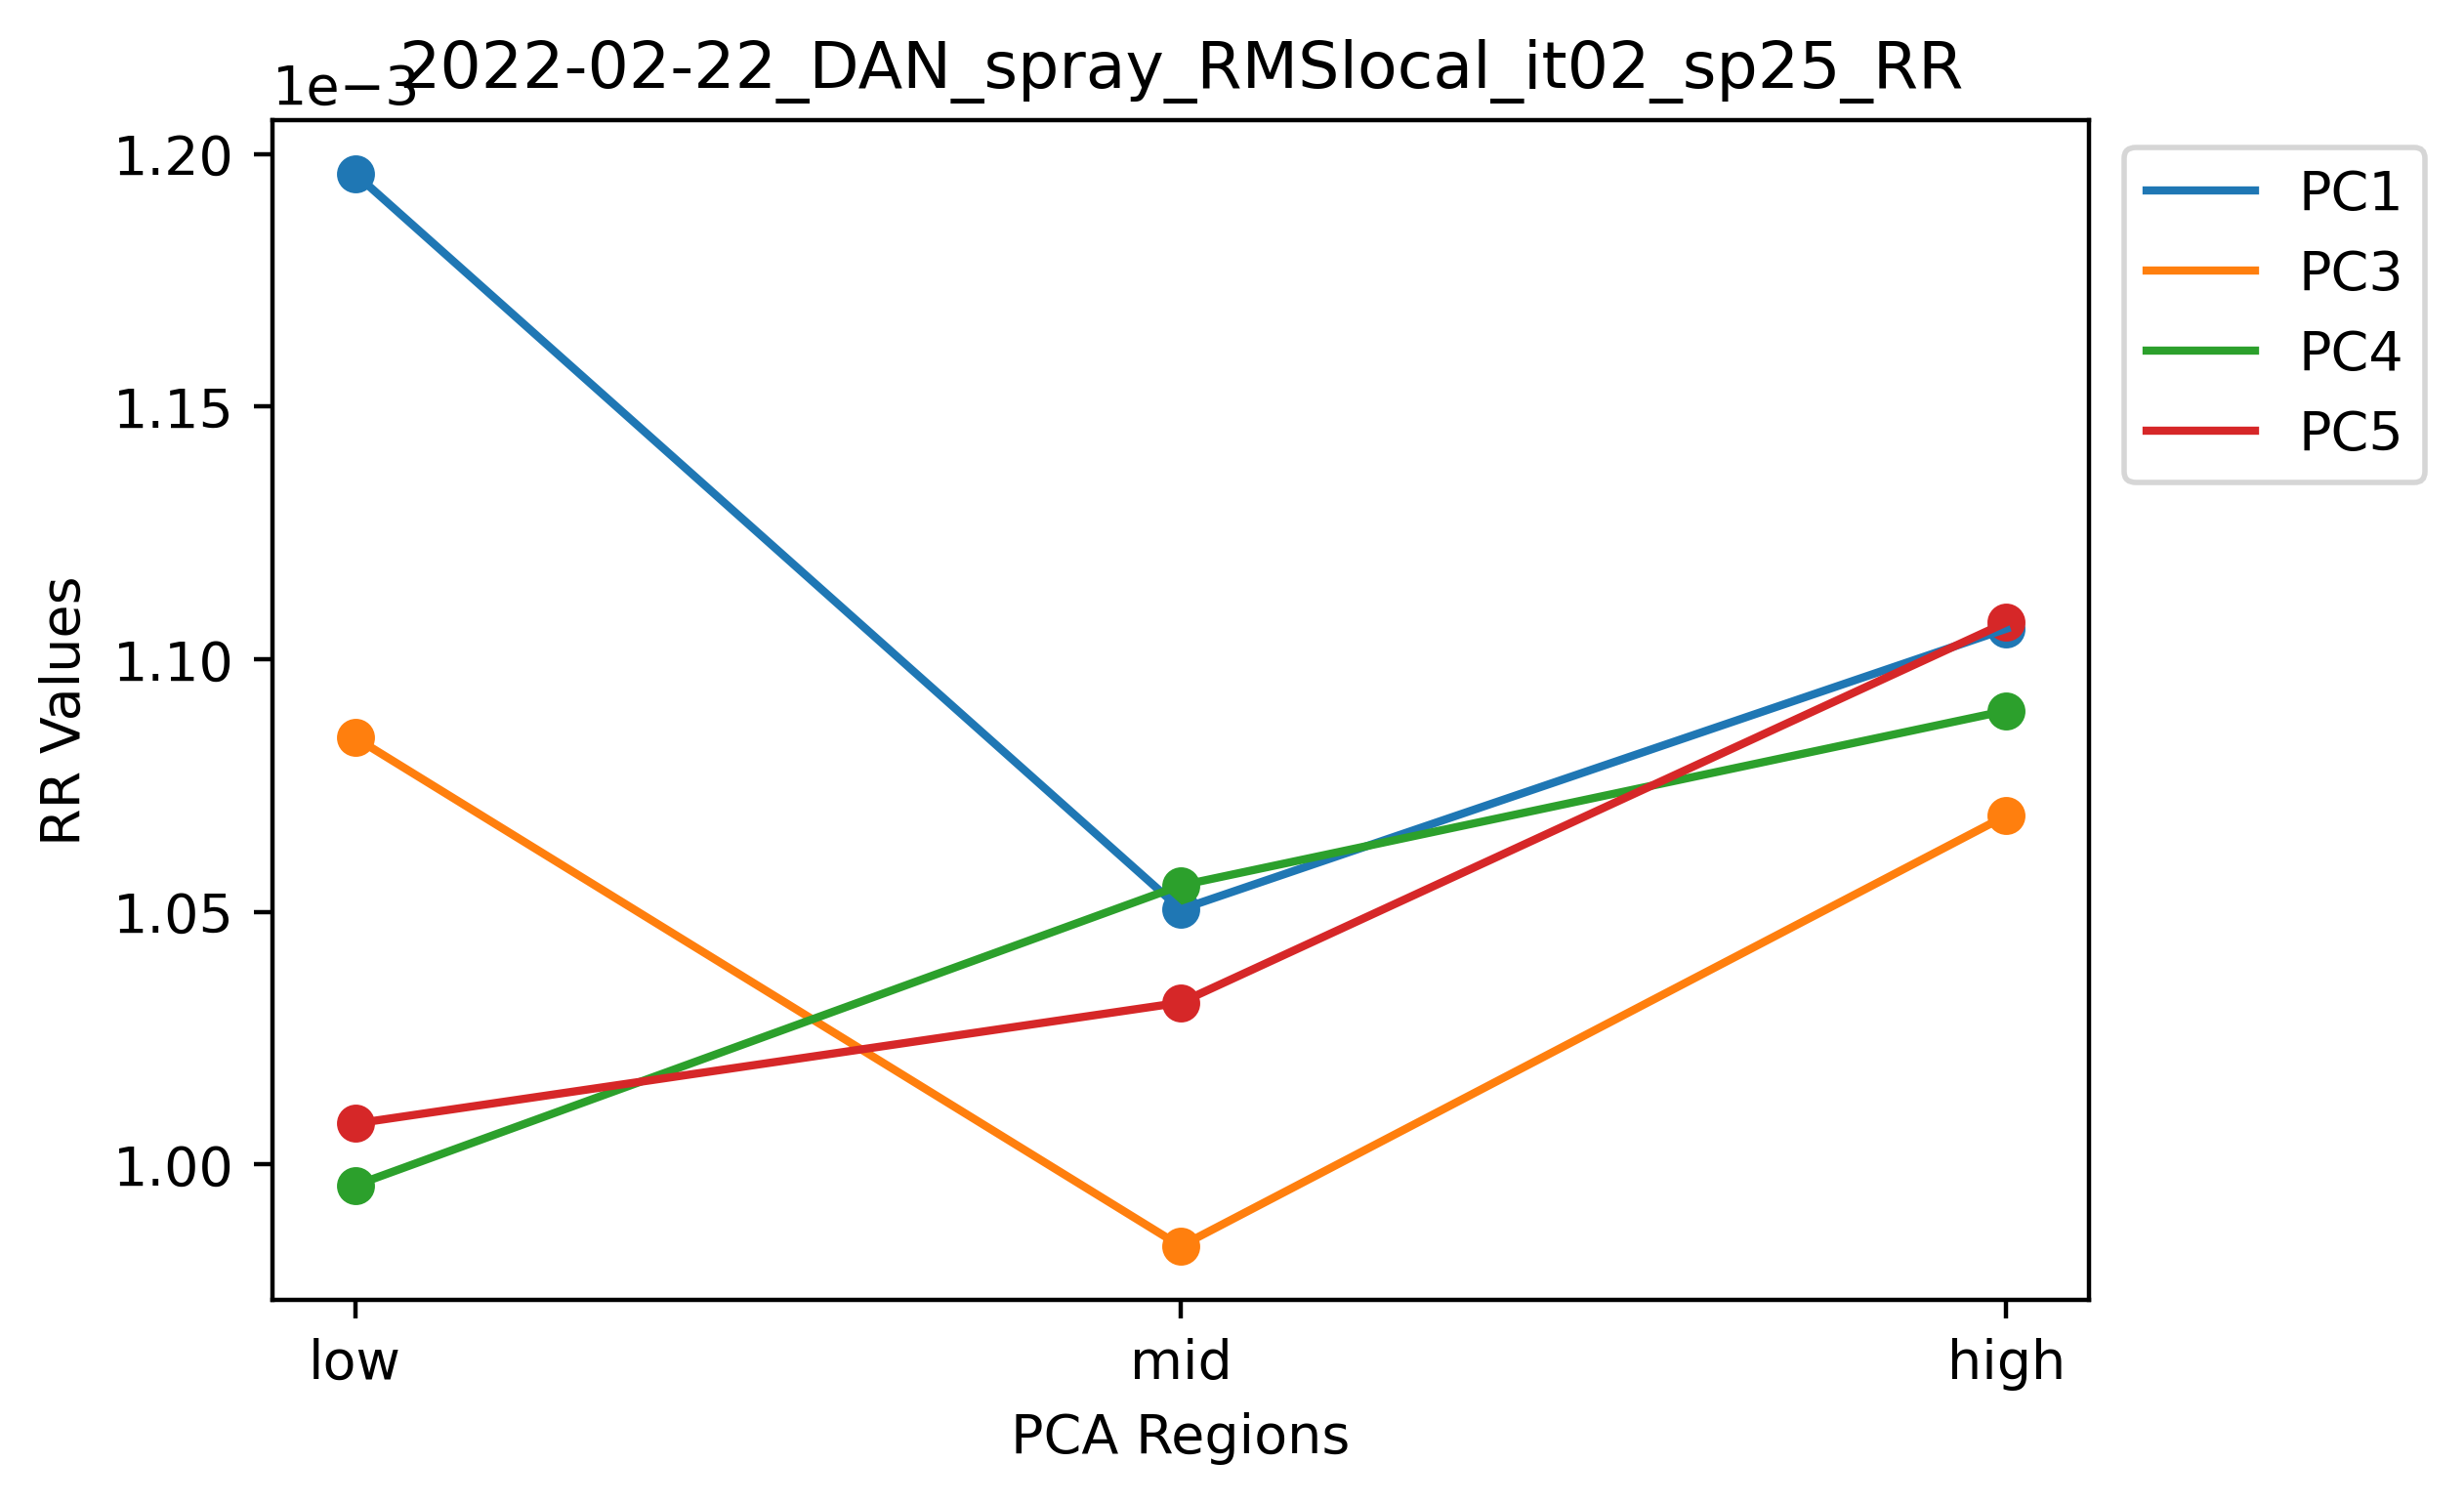 2022-02-22_DAN_spray_RMSlocal_it02_sp25_RR
1e−3
1.20
1.15
1.10
1.05
1.00
RR Values
low
mid
high
PCA Regions
PC1
PC3
PC4
PC5